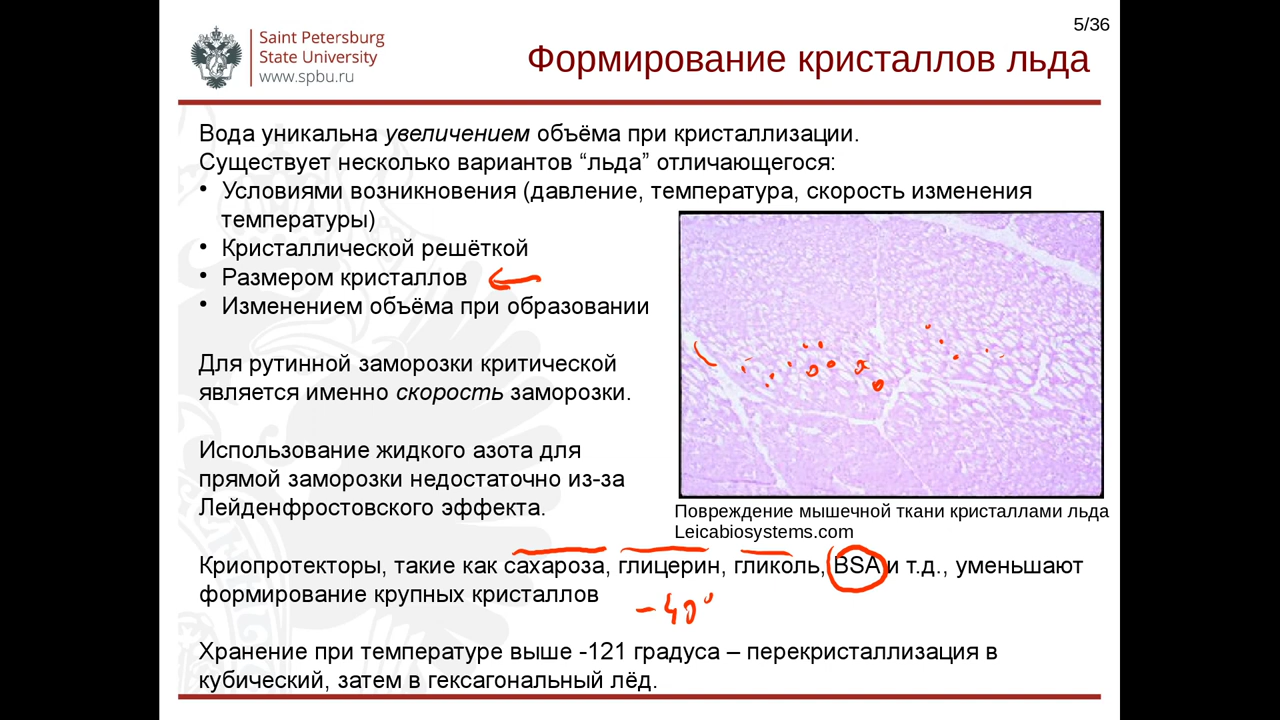 5/36
Saint Petersburg
State University
www.spbu.ru
Формирование кристаллов льда
Вода уникальна увеличением объёма при кристаллизации.
Существует несколько вариантов “льда” отличающегося:
• Условиями возникновения (давление, температура, скорость изменения
температуры)
• Кристаллической решёткой
• Размером кристаллов
• Изменением объёма при образовании
Для рутинной заморозки критической
является именно скорость заморозки.
Использование жидкого азота для
прямой заморозки недостаточно из-за
Лейденфростовского эффекта.
Повреждение мышечной ткани кристаллами льда
Leicabiosystems.com
Криопротекторы, такие как сахароза, глицерин, гликоль, BSA и т.д., уменьшают
формирование крупных кристаллов
-40°
Хранение при температуре выше -121 градуса – перекристаллизация в
кубический, затем в гексагональный лёд.